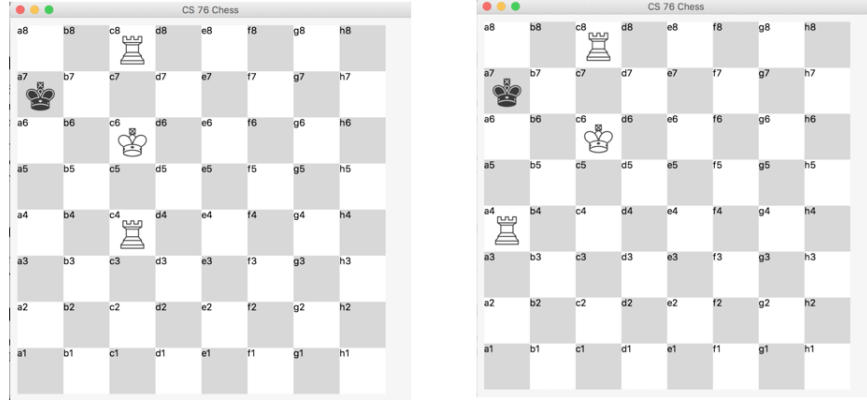 CS 76 Chess
a8 b8 c8 d8 e8 f8 g8 h8
a7 b7 c7 d7 e7 f7 g7 h7
a6 b6 c6 d6 e6 f6 g6 h6
a5 b5 c5 d5 e5 f5 g5 h5
a4 b4 c4 d4 e4 f4 g4 h4
a3 b3 c3 d3 e3 f3 g3 h3
a2 b2 c2 d2 e2 f2 g2 h2
a1 b1 c1 d1 e1 f1 g1 h1
CS 76 Chess
a8 b8 c8 d8 e8 f8 g8 h8
a7 b7 c7 d7 e7 f7 g7 h7
a6 b6 c6 d6 e6 f6 g6 h6
a5 b5 c5 d5 e5 f5 g5 h5
a4 b4 c4 d4 e4 f4 g4 h4
a3 b3 c3 d3 e3 f3 g3 h3
a2 b2 c2 d2 e2 f2 g2 h2
a1 b1 c1 d1 e1 f1 g1 h1